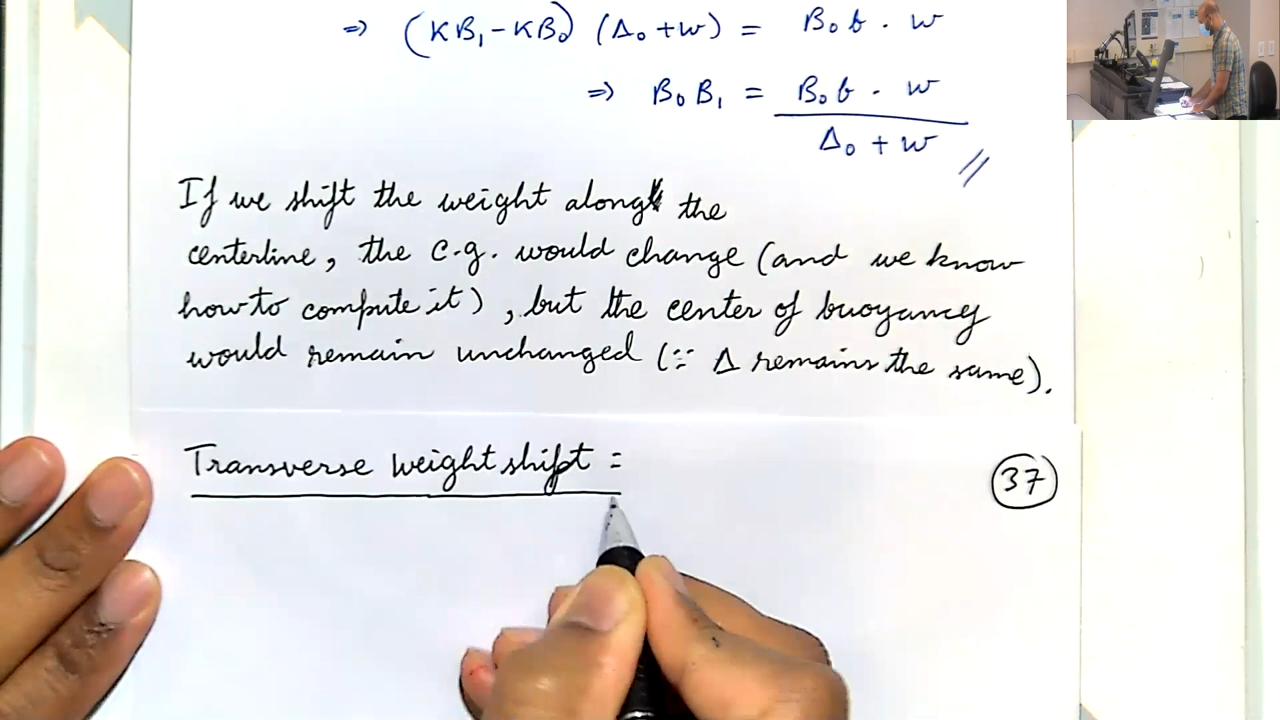 ⇒ (KB₁ - KB₀) (Δ₀ + w) = B₀b · w
⇒ B₀B₁ = B₀b · w / Δ₀ + w //
If we shift the weight along the
centerline, the c.g. would change (and we know
how to compute it), but the center of buoyancy
would remain unchanged (∵ Δ remains the same).
Transverse weight shift = 37